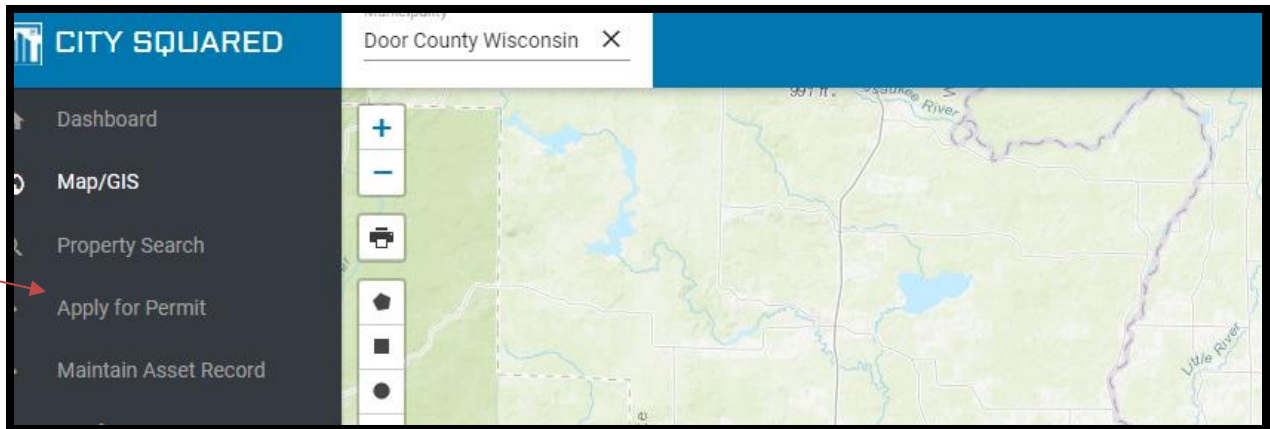 CITY SQUARED
Municipality
Door County Wisconsin
Dashboard
Map/GIS
Property Search
Apply for Permit
Maintain Asset Record
991 ft.
River
Little River